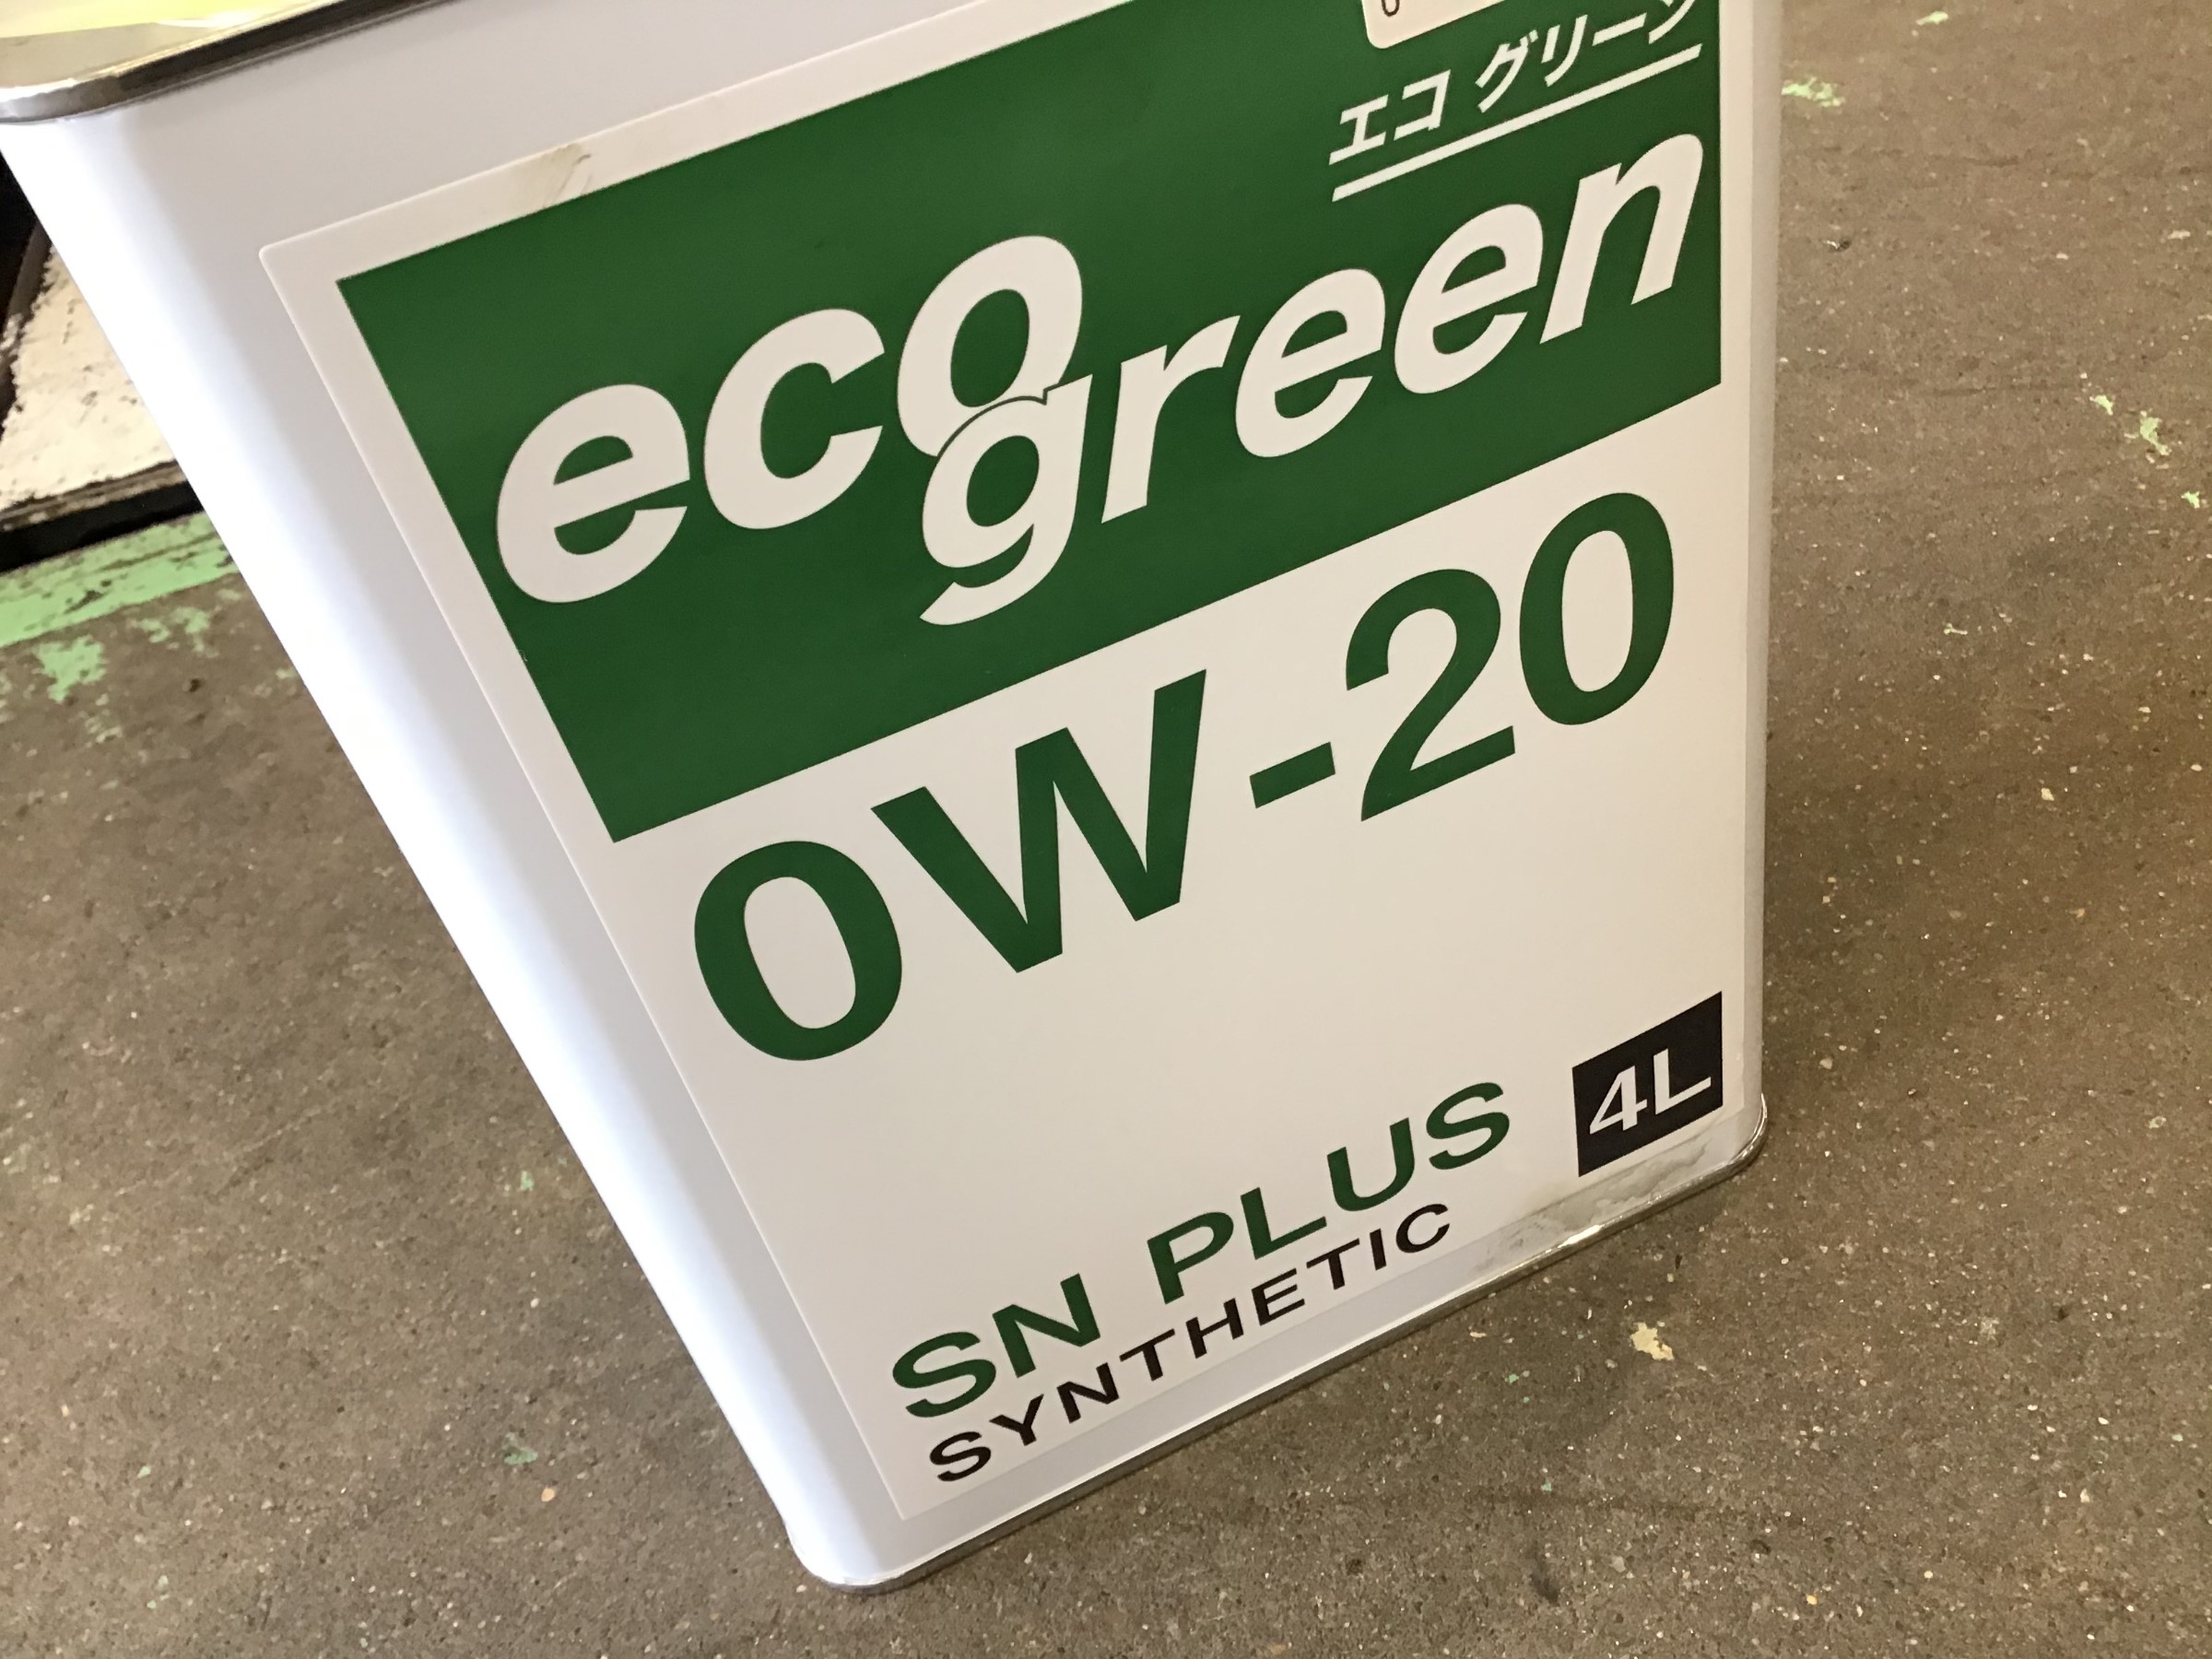 エコ グリーン
eco green
0W-20
4L
SN PLUS
SYNTHETIC